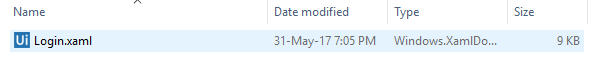 Name Date modified Type Size
Ui Login.xaml 31-May-17 7:05 PM Windows.XamlDo... 9 KB